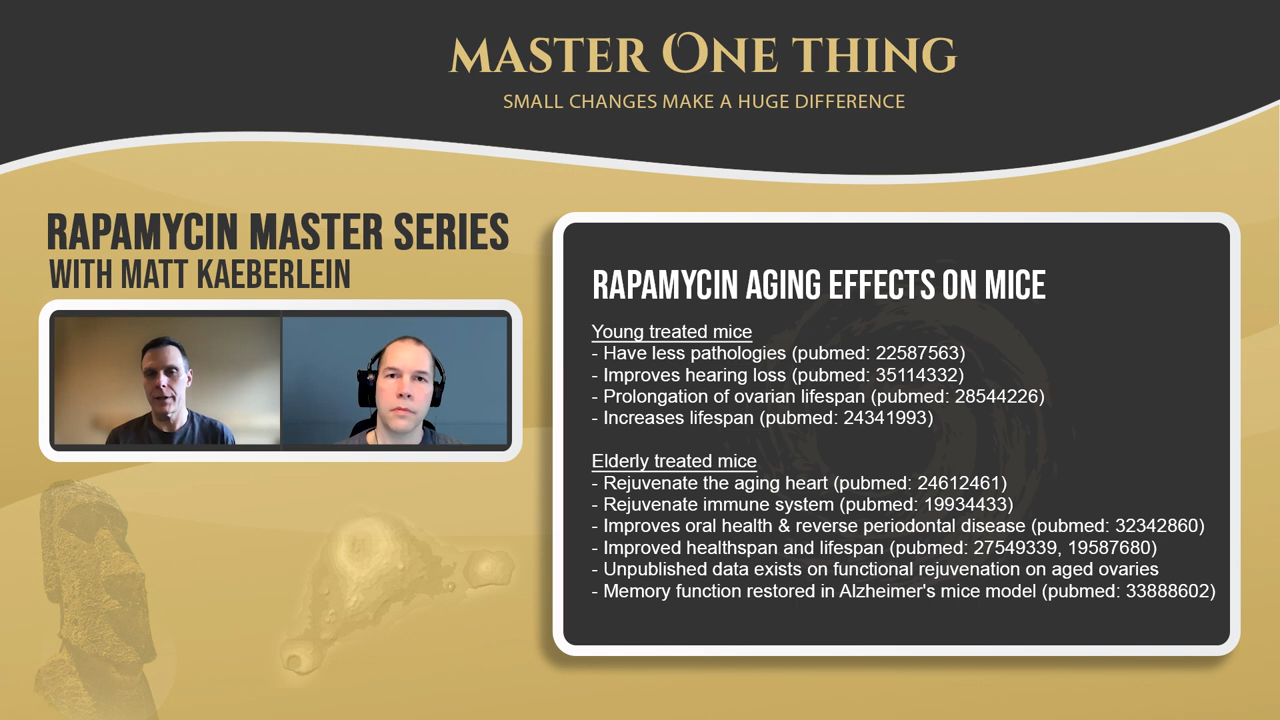 MASTER ONE THING
SMALL CHANGES MAKE A HUGE DIFFERENCE
RAPAMYCIN MASTER SERIES
WITH MATT KAEBERLEIN
RAPAMYCIN AGING EFFECTS ON MICE
Young treated mice
- Have less pathologies (pubmed: 22587563)
- Improves hearing loss (pubmed: 35114332)
- Prolongation of ovarian lifespan (pubmed: 28544226)
- Increases lifespan (pubmed: 24341993)
Elderly treated mice
- Rejuvenate the aging heart (pubmed: 24612461)
- Rejuvenate immune system (pubmed: 19934433)
- Improves oral health & reverse periodontal disease (pubmed: 32342860)
- Improved healthspan and lifespan (pubmed: 27549339, 19587680)
- Unpublished data exists on functional rejuvenation on aged ovaries
- Memory function restored in Alzheimer's mice model (pubmed: 33888602)